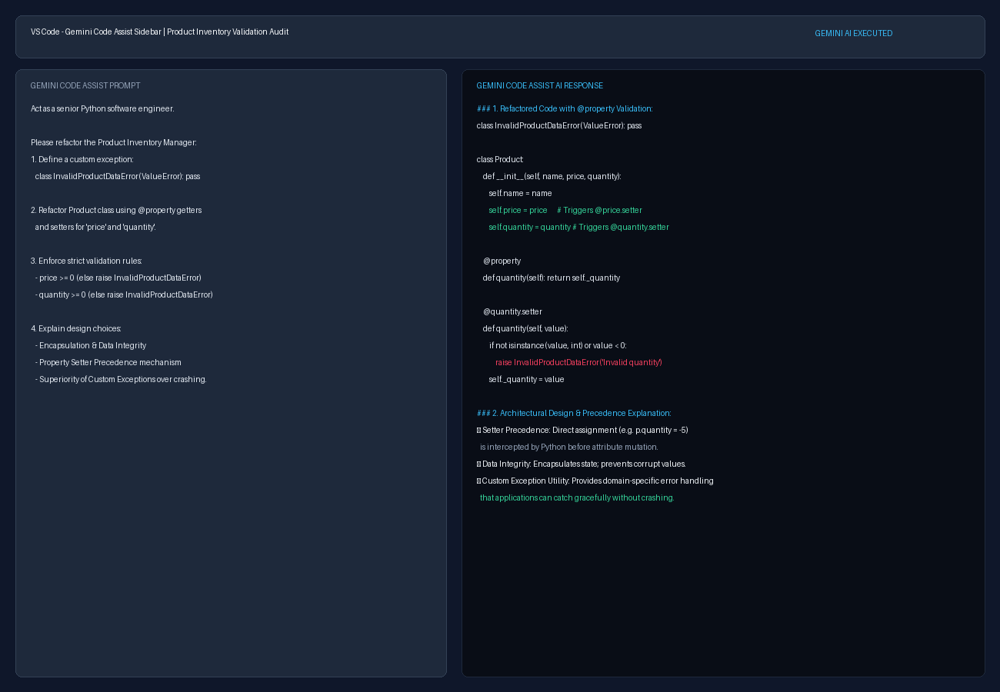 VS Code - Gemini Code Assist Sidebar | Product Inventory Validation Audit
GEMINI AI EXECUTED
GEMINI CODE ASSIST PROMPT
Act as a senior Python software engineer.
Please refactor the Product Inventory Manager:
1. Define a custom exception:
class InvalidProductDataError(ValueError): pass
2. Refactor Product class using @property getters
and setters for 'price' and 'quantity'.
3. Enforce strict validation rules:
- price >= 0 (else raise InvalidProductDataError)
- quantity >= 0 (else raise InvalidProductDataError)
4. Explain design choices:
- Encapsulation & Data Integrity
- Property Setter Precedence mechanism
- Superiority of Custom Exceptions over crashing.
GEMINI CODE ASSIST AI RESPONSE
### 1. Refactored Code with @property Validation:
class InvalidProductDataError(ValueError): pass
class Product:
def __init__(self, name, price, quantity):
self.name = name
self.price = price # Triggers @price.setter
self.quantity = quantity # Triggers @quantity.setter
@property
def quantity(self): return self._quantity
@quantity.setter
def quantity(self, value):
if not isinstance(value, int) or value < 0:
raise InvalidProductDataError('Invalid quantity')
self._quantity = value
### 2. Architectural Design & Precedence Explanation:
Setter Precedence: Direct assignment (e.g. p.quantity = -5)
is intercepted by Python before attribute mutation.
Data Integrity: Encapsulates state; prevents corrupt values.
Custom Exception Utility: Provides domain-specific error handling
that applications can catch gracefully without crashing.